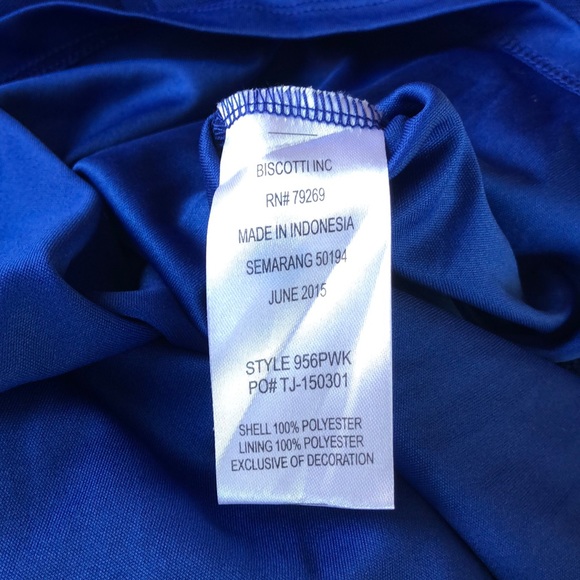 BISCOTTI INC
RN# 79269
MADE IN INDONESIA
SEMARANG 50194
JUNE 2015
STYLE 956PWK
PO# TJ-150301
SHELL 100% POLYESTER
LINING 100% POLYESTER
EXCLUSIVE OF DECORATION